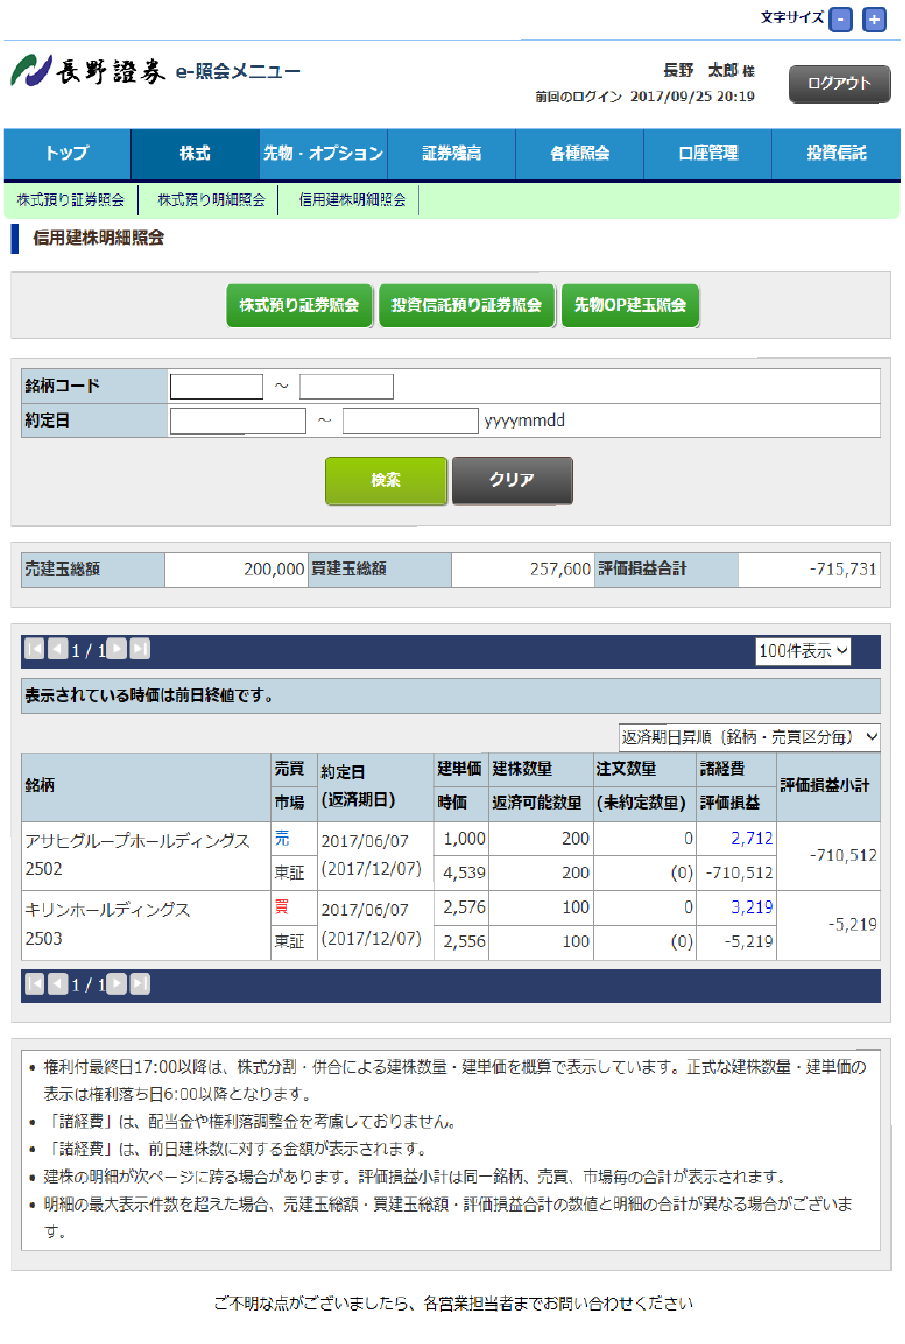 文字サイズ - +
長野證券 e-照会メニュー
長野 太郎 様
前回のログイン 2017/09/25 20:19
ログアウト
トップ 株式 先物・オプション 証券残高 各種照会 口座管理 投資信託
株式預り証券照会 株式預り明細照会 信用建株明細照会
信用建株明細照会
株式預り証券照会 投資信託預り証券照会 先物OP建玉照会
銘柄コード ～
約定日 ～ yyyymmdd
検索 クリア
売建玉総額 200,000 買建玉総額 257,600 評価損益合計 -715,731
1 / 1 100件表示
表示されている時価は前日終値です。
返済期日昇順（銘柄・売買区分毎）
銘柄 売買 約定日 建単価 建株数量 注文数量 諸経費 評価損益小計
市場 (返済期日) 時価 返済可能数量 (未約定数量) 評価損益
アサヒグループホールディングス 売 2017/06/07 1,000 200 0 2,712 -710,512
2502 東証 (2017/12/07) 4,539 200 (0) -710,512
キリンホールディングス 買 2017/06/07 2,576 100 0 3,219 -5,219
2503 東証 (2017/12/07) 2,556 100 (0) -5,219
1 / 1
• 権利付最終日17:00以降は、株式分割・併合による建株数量・建単価を概算で表示しています。正式な建株数量・建単価の
表示は権利落ち日6:00以降となります。
• 「諸経費」は、配当金や権利落調整金を考慮しておりません。
• 「諸経費」は、前日建株数に対する金額が表示されます。
• 建株の明細が次ページに跨る場合があります。評価損益小計は同一銘柄、売買、市場毎の合計が表示されます。
• 明細の最大表示件数を超えた場合、売建玉総額・買建玉総額・評価損益合計の数値と明細の合計が異なる場合がございま
す。
ご不明な点がございましたら、各営業担当者までお問い合わせください